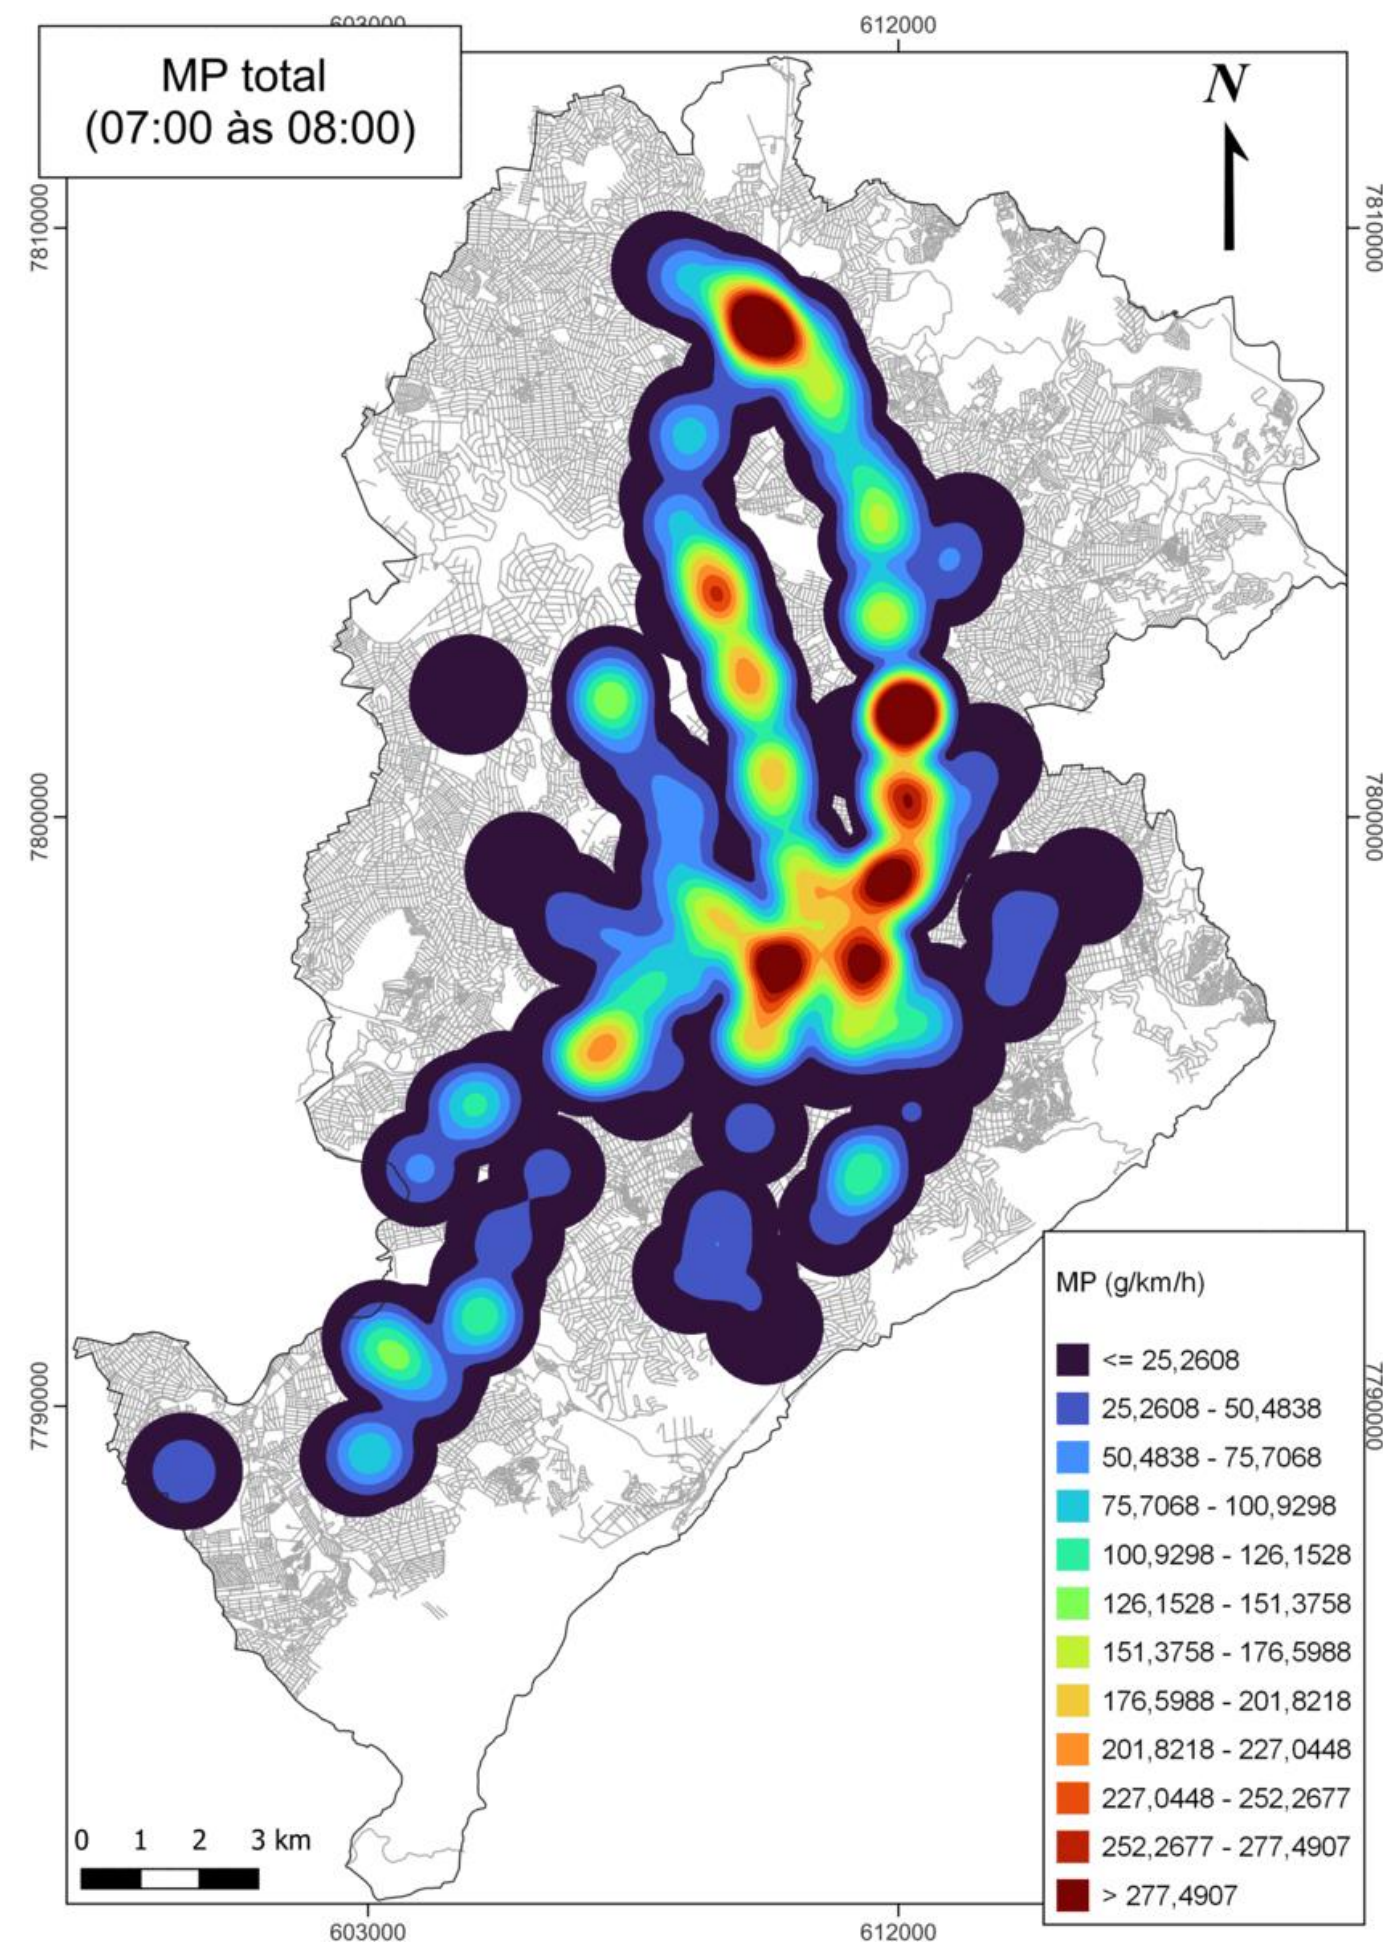 603000
612000
MP total
(07:00 às 08:00)
N
7810000
7810000
7800000
7800000
7790000
7790000
MP (g/km/h)
<= 25,2608
25,2608 - 50,4838
50,4838 - 75,7068
75,7068 - 100,9298
100,9298 - 126,1528
126,1528 - 151,3758
151,3758 - 176,5988
176,5988 - 201,8218
201,8218 - 227,0448
227,0448 - 252,2677
252,2677 - 277,4907
> 277,4907
0 1 2 3 km
603000
612000